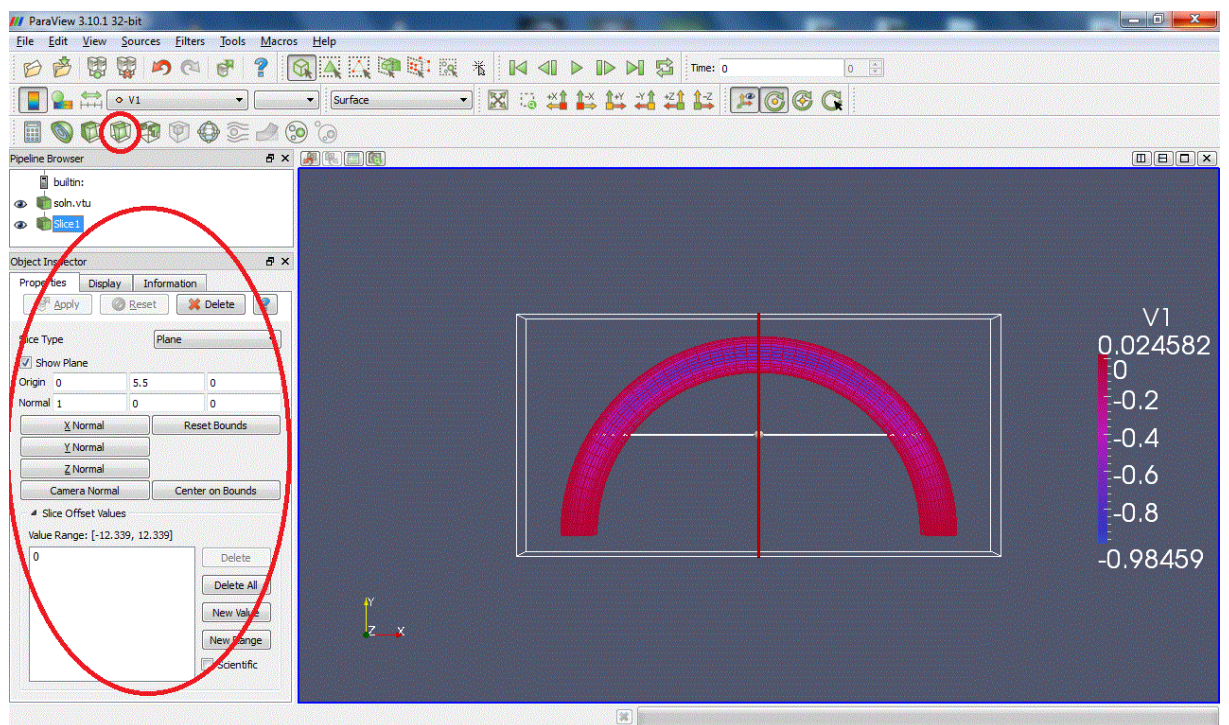 ParaView 3.10.1 32-bit
File Edit View Sources Filters Tools Macros Help
Time: 0 0
V1 Surface
+X -X +Y -Y +Z -Z
Pipeline Browser
builtin:
soln.vtu
Slice1
Object Inspector
Properties Display Information
Apply Reset Delete ?
Slice Type Plane
Show Plane
Origin 0 5.5 0
Normal 1 0 0
X Normal Reset Bounds
Y Normal
Z Normal
Camera Normal Center on Bounds
Slice Offset Values
Value Range: [-12.339, 12.339]
0
Delete
Delete All
New Value
New Range
Scientific
V1
0.024582
0
-0.2
-0.4
-0.6
-0.8
-0.98459
Y
Z X